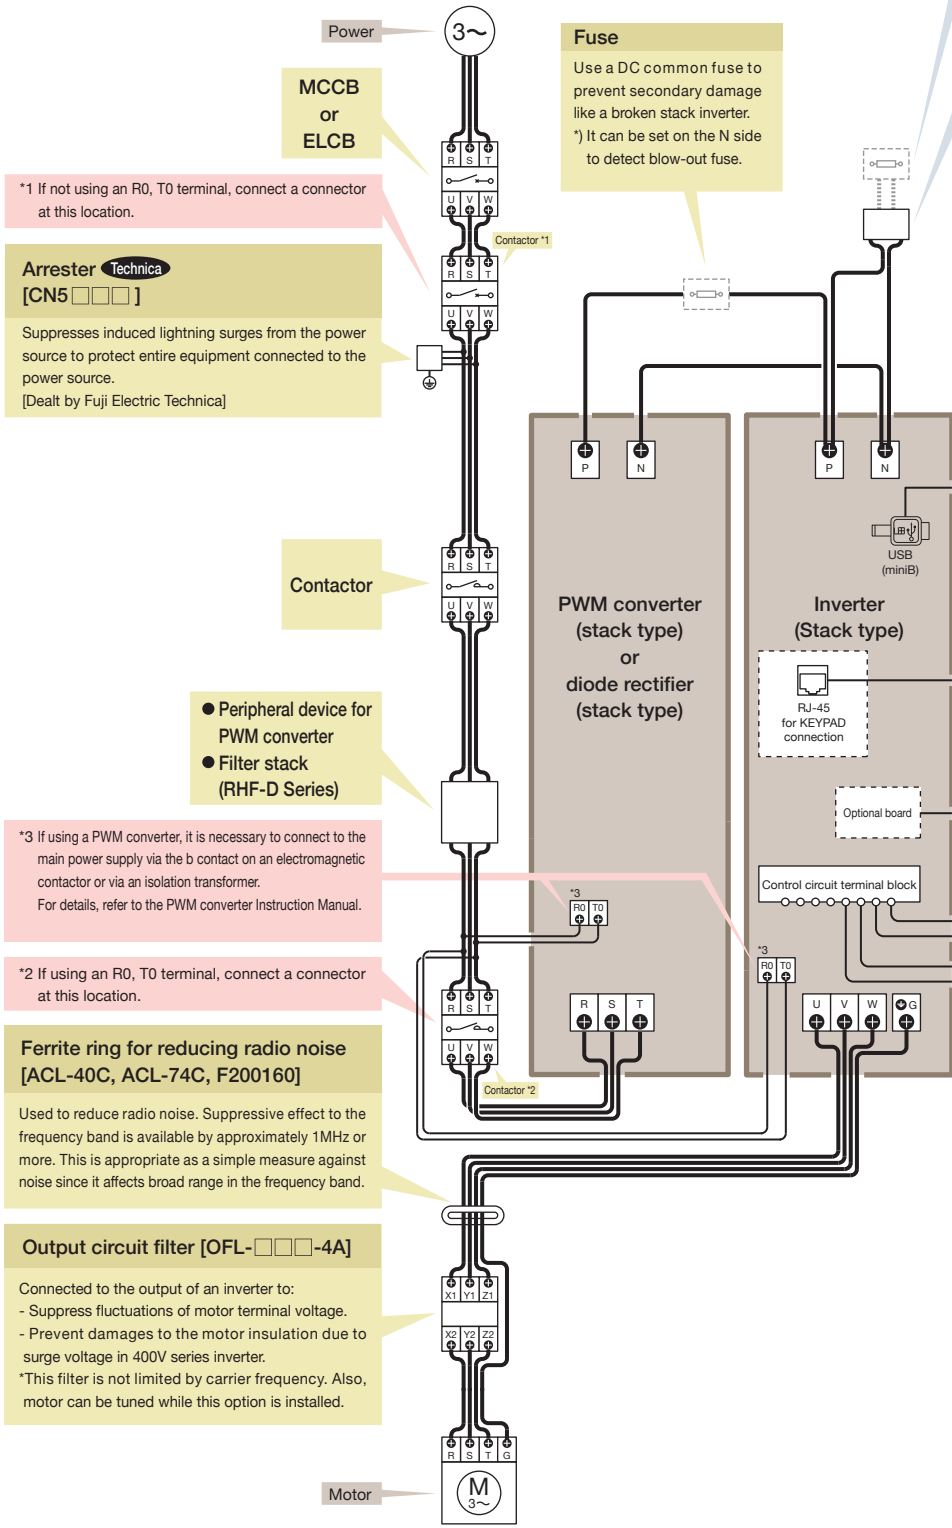 Power
3~
MCCB
or
ELCB
R S T
U V W
*1 If not using an R0, T0 terminal, connect a connector
at this location.
Contactor *1
R S T
U V W
Arrester Technica
[CN5□□□]
Suppresses induced lightning surges from the power
source to protect entire equipment connected to the
power source.
[Dealt by Fuji Electric Technica]
Fuse
Use a DC common fuse to
prevent secondary damage
like a broken stack inverter.
*) It can be set on the N side
to detect blow-out fuse.
P N
P N
USB
(miniB)
Contactor
R S T
U V W
PWM converter
(stack type)
or
diode rectifier
(stack type)
Inverter
(Stack type)
RJ-45
for KEYPAD
connection
Optional board
Control circuit terminal block
● Peripheral device for
PWM converter
● Filter stack
(RHF-D Series)
*3 If using a PWM converter, it is necessary to connect to the
main power supply via the b contact on an electromagnetic
contactor or via an isolation transformer.
For details, refer to the PWM converter Instruction Manual.
*3
R0 T0
*3
R0 T0
*2 If using an R0, T0 terminal, connect a connector
at this location.
R S T
U V W
Contactor *2
R S T
U V W G
Ferrite ring for reducing radio noise
[ACL-40C, ACL-74C, F200160]
Used to reduce radio noise. Suppressive effect to the
frequency band is available by approximately 1MHz or
more. This is appropriate as a simple measure against
noise since it affects broad range in the frequency band.
Output circuit filter [OFL-□□□-4A]
Connected to the output of an inverter to:
- Suppress fluctuations of motor terminal voltage.
- Prevent damages to the motor insulation due to
surge voltage in 400V series inverter.
*This filter is not limited by carrier frequency. Also,
motor can be tuned while this option is installed.
X1 Y1 Z1
X2 Y2 Z2
R S T G
Motor
M
3~